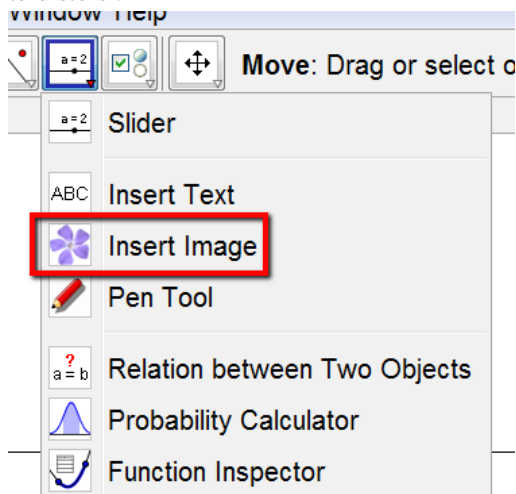 Window Help
a=2
Move: Drag or select o
a=2 Slider
ABC Insert Text
Insert Image
Pen Tool
a?=b Relation between Two Objects
Probability Calculator
Function Inspector